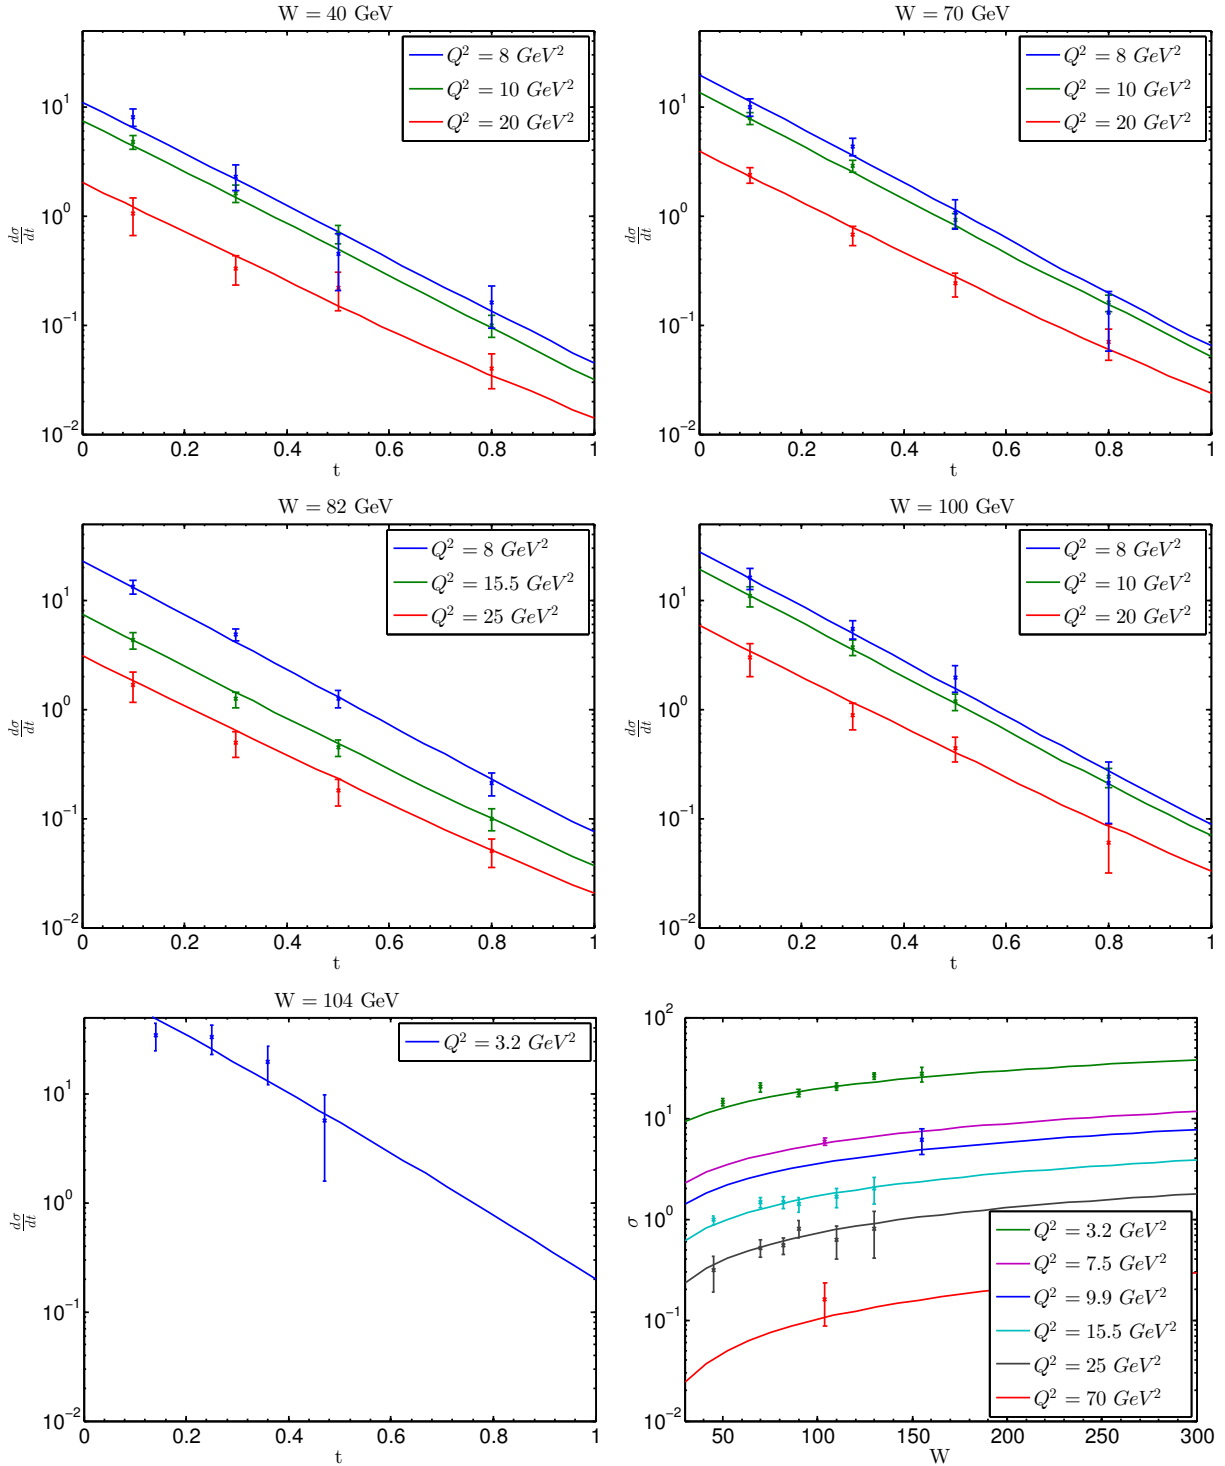 W = 40 GeV
Q² = 8 GeV²
Q² = 10 GeV²
Q² = 20 GeV²
10¹
10⁰
10⁻¹
10⁻²
dσ/dt
0 0.2 0.4 0.6 0.8 1
t
W = 70 GeV
Q² = 8 GeV²
Q² = 10 GeV²
Q² = 20 GeV²
10¹
10⁰
10⁻¹
10⁻²
dσ/dt
0 0.2 0.4 0.6 0.8 1
t
W = 82 GeV
Q² = 8 GeV²
Q² = 15.5 GeV²
Q² = 25 GeV²
10¹
10⁰
10⁻¹
10⁻²
dσ/dt
0 0.2 0.4 0.6 0.8 1
t
W = 100 GeV
Q² = 8 GeV²
Q² = 10 GeV²
Q² = 20 GeV²
10¹
10⁰
10⁻¹
10⁻²
dσ/dt
0 0.2 0.4 0.6 0.8 1
t
W = 104 GeV
Q² = 3.2 GeV²
10¹
10⁰
10⁻¹
10⁻²
dσ/dt
0 0.2 0.4 0.6 0.8 1
t
10²
10¹
10⁰
10⁻¹
10⁻²
σ
Q² = 3.2 GeV²
Q² = 7.5 GeV²
Q² = 9.9 GeV²
Q² = 15.5 GeV²
Q² = 25 GeV²
Q² = 70 GeV²
50 100 150 200 250 300
W